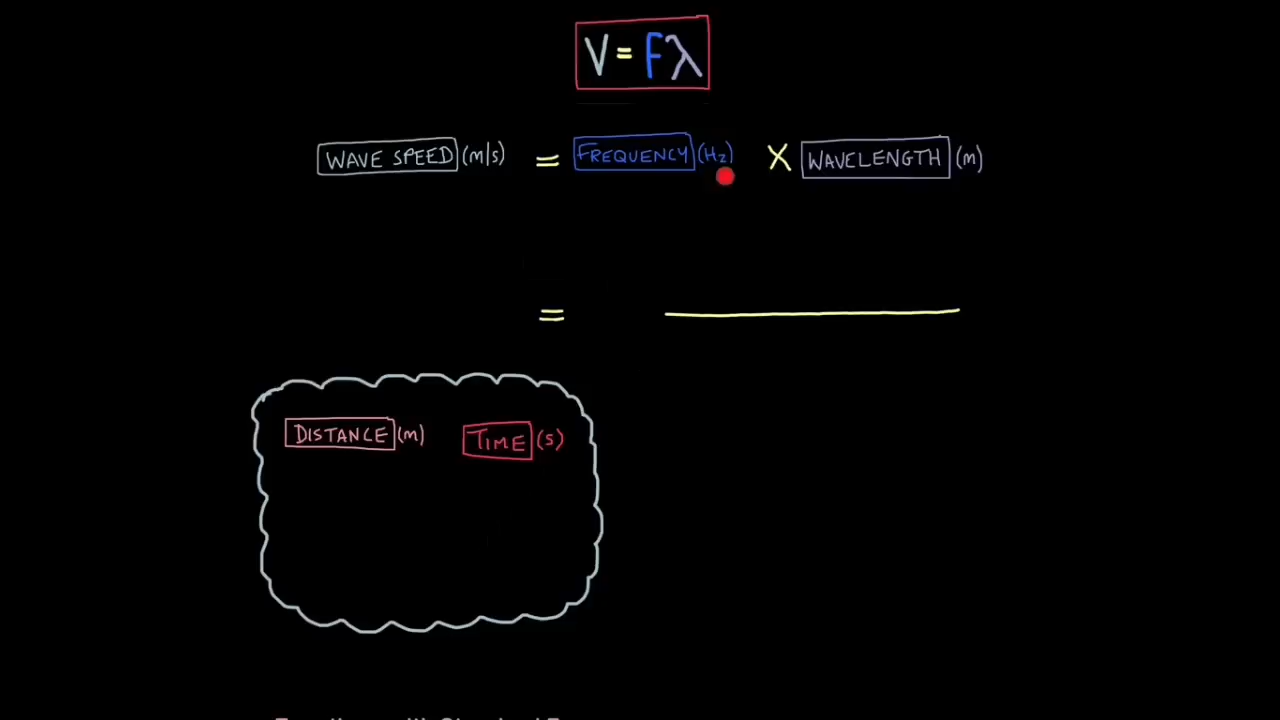 V = Fλ
WAVE SPEED (m/s) = FREQUENCY (Hz) X WAVELENGTH (m)
=
DISTANCE (m) TIME (s)